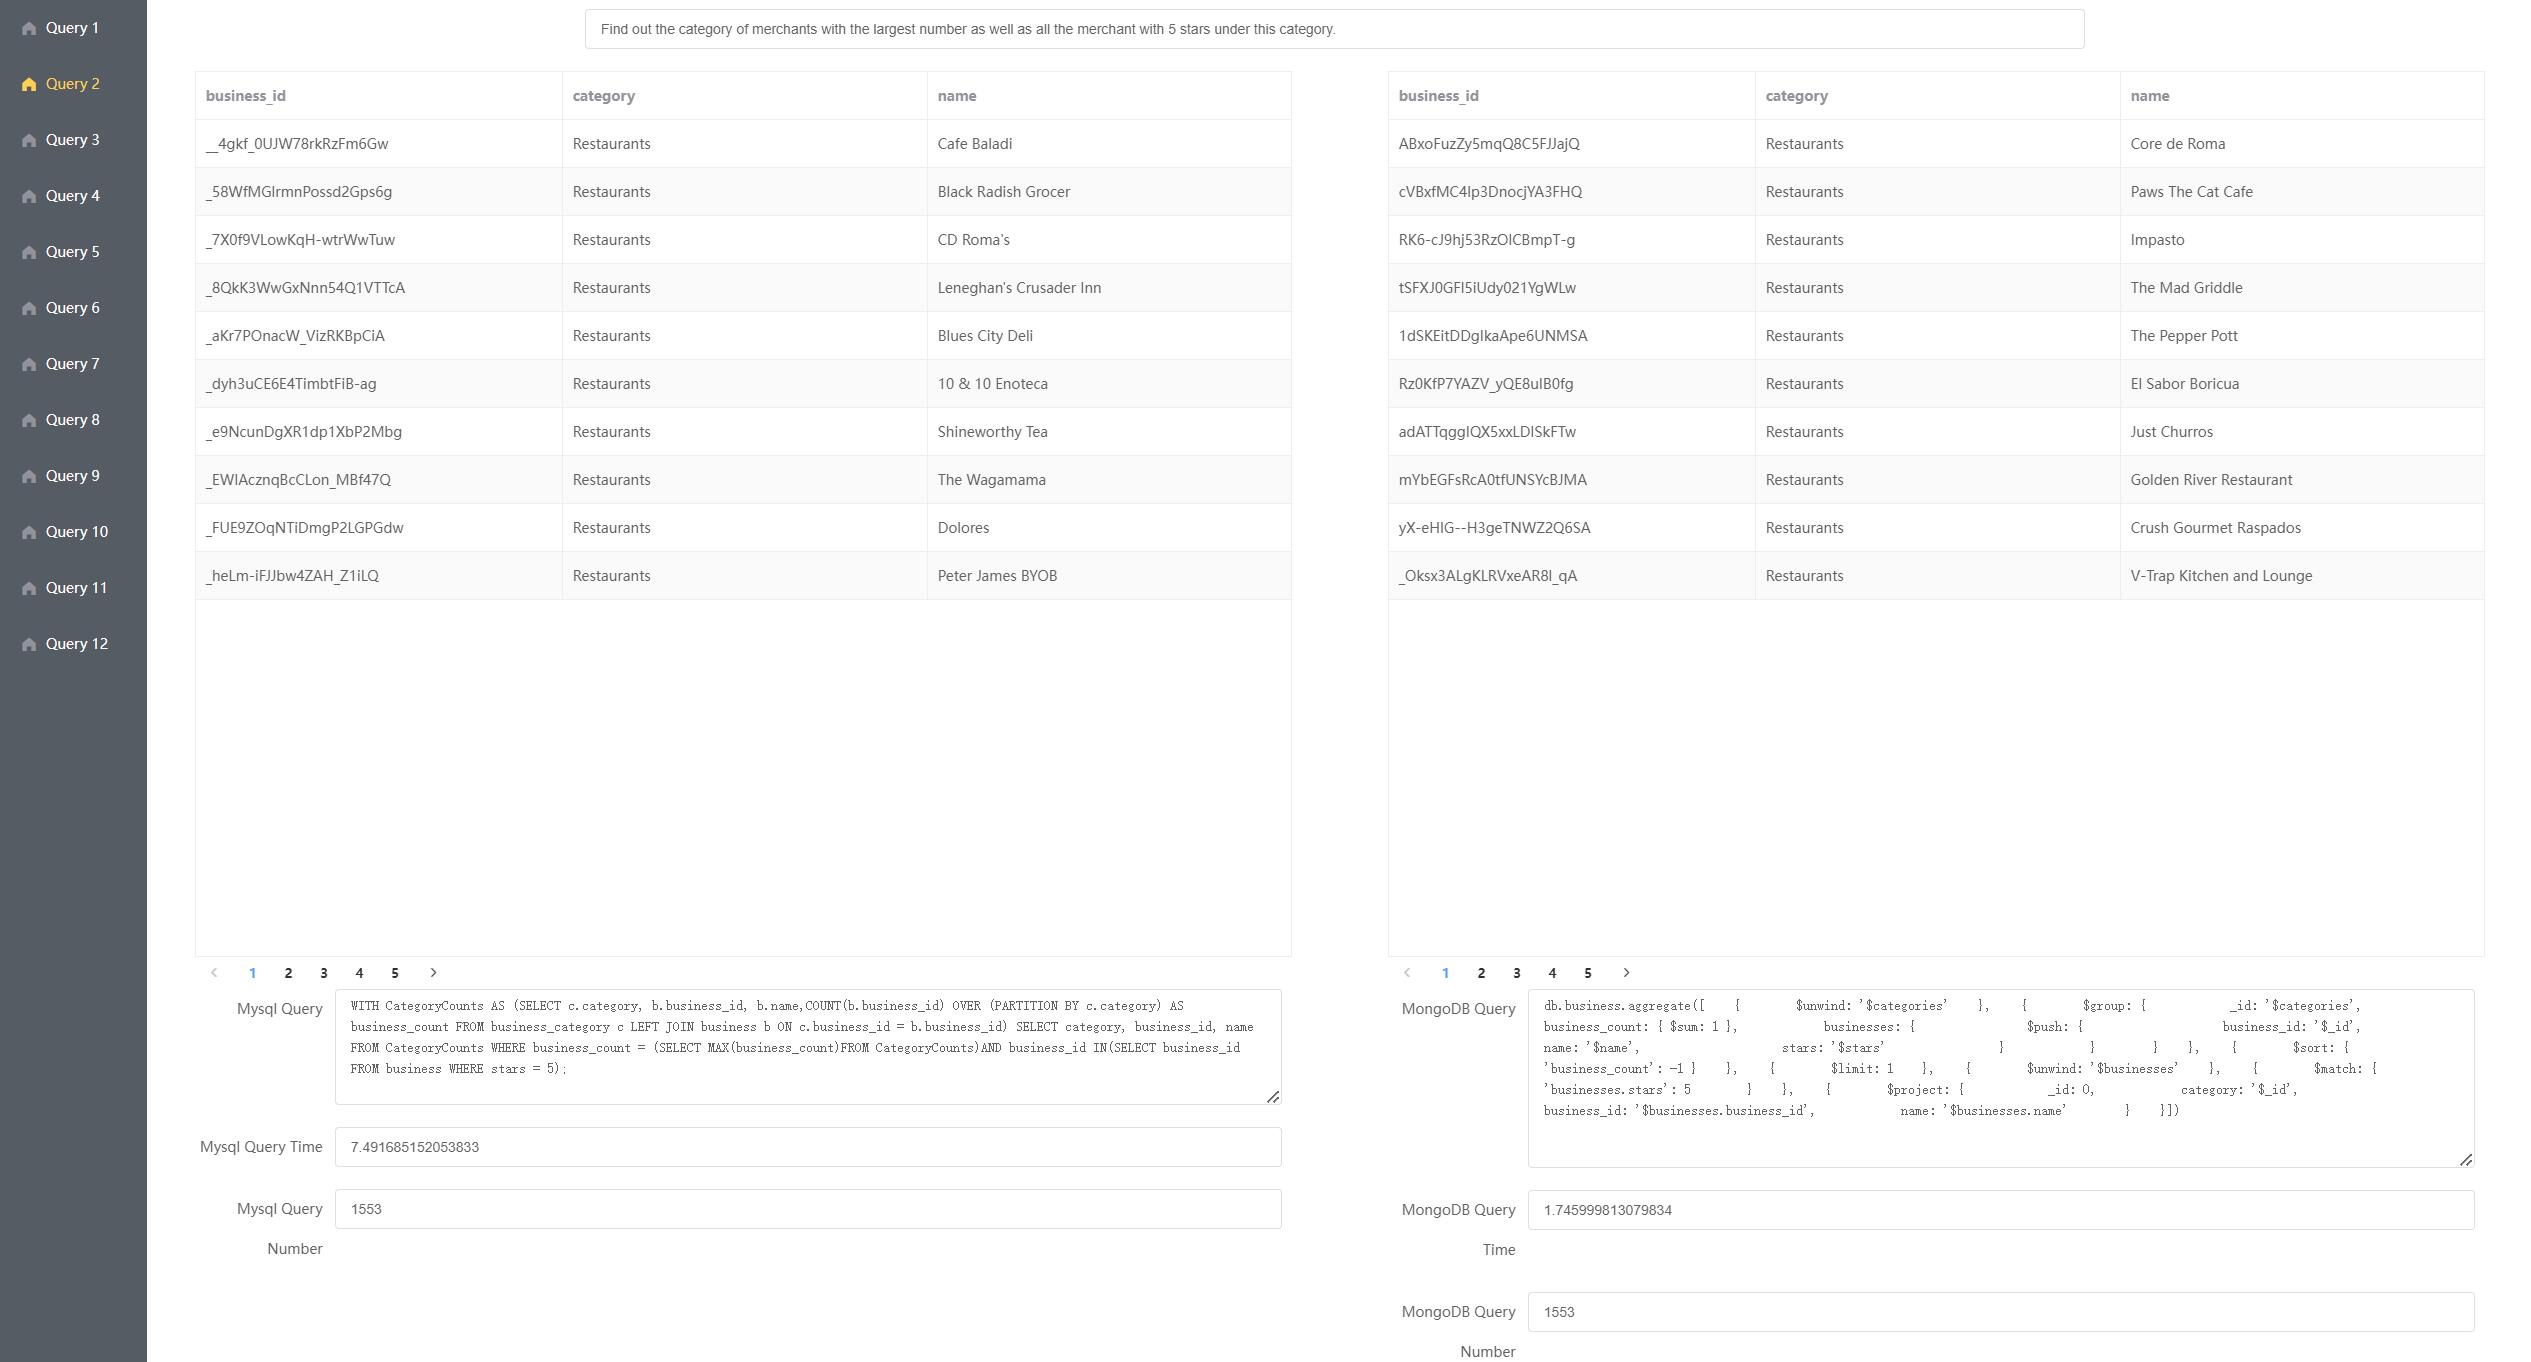 Query 1
Query 2
Query 3
Query 4
Query 5
Query 6
Query 7
Query 8
Query 9
Query 10
Query 11
Query 12
Find out the category of merchants with the largest number as well as all the merchant with 5 stars under this category.
business_id category name
__4gkf_0UJW78rkRzFm6Gw Restaurants Cafe Baladi
_58WfMGlrmnPossd2Gps6g Restaurants Black Radish Grocer
_7X0f9VLowKqH-wtrWwTuw Restaurants CD Roma's
_8QkK3WwGxNnn54Q1VTTcA Restaurants Leneghan's Crusader Inn
_aKr7POnacW_VizRKBpCiA Restaurants Blues City Deli
_dyh3uCE6E4TimbtFiB-ag Restaurants 10 & 10 Enoteca
_e9NcunDgXR1dp1XbP2Mbg Restaurants Shineworthy Tea
_EWIAcznqBcCLon_MBf47Q Restaurants The Wagamama
_FUE9ZOqNTiDmgP2LGPGdw Restaurants Dolores
_heLm-iFJJbw4ZAH_Z1iLQ Restaurants Peter James BYOB
1 2 3 4 5
Mysql Query
WITH CategoryCounts AS (SELECT c.category, b.business_id, b.name,COUNT(b.business_id) OVER (PARTITION BY c.category) AS
business_count FROM business_category c LEFT JOIN business b ON c.business_id = b.business_id) SELECT category, business_id, name
FROM CategoryCounts WHERE business_count = (SELECT MAX(business_count)FROM CategoryCounts)AND business_id IN(SELECT business_id
FROM business WHERE stars = 5);
Mysql Query Time 7.491685152053833
Mysql Query 1553
Number
business_id category name
ABxoFuzZy5mqQ8C5FJJajQ Restaurants Core de Roma
cVBxfMC4lp3DnocjYA3FHQ Restaurants Paws The Cat Cafe
RK6-cJ9hj53RzOlCBmpT-g Restaurants Impasto
tSFXJ0GFI5iUdy021YgWLw Restaurants The Mad Griddle
1dSKEitDDgIkaApe6UNMSA Restaurants The Pepper Pott
Rz0KfP7YAZV_yQE8uIB0fg Restaurants El Sabor Boricua
adATTqgglQX5xxLDISkFTw Restaurants Just Churros
mYbEGFsRcA0tfUNSYcBJMA Restaurants Golden River Restaurant
yX-eHIG--H3geTNWZ2Q6SA Restaurants Crush Gourmet Raspados
_Oksx3ALgKLRVxeAR8l_qA Restaurants V-Trap Kitchen and Lounge
1 2 3 4 5
MongoDB Query
db.business.aggregate([ { $unwind: '$categories' }, { $group: { _id: '$categories',
business_count: { $sum: 1 }, businesses: { $push: { business_id: '$_id',
name: '$name', stars: '$stars' } } } }, { $sort: {
'business_count': -1 } }, { $limit: 1 }, { $unwind: '$businesses' }, { $match: {
'businesses.stars': 5 } }, { $project: { _id: 0, category: '$_id',
business_id: '$businesses.business_id', name: '$businesses.name' } }])
MongoDB Query 1.745999813079834
Time
MongoDB Query 1553
Number